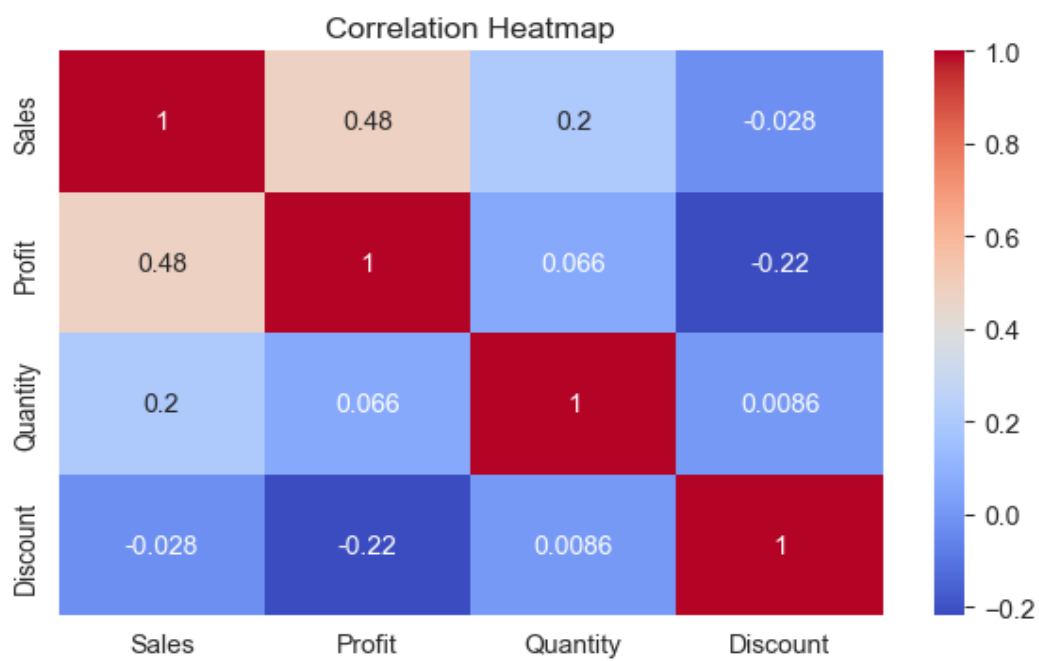 Correlation Heatmap
Sales 1 0.48 0.2 -0.028
Profit 0.48 1 0.066 -0.22
Quantity 0.2 0.066 1 0.0086
Discount -0.028 -0.22 0.0086 1
Sales Profit Quantity Discount
1.0
0.8
0.6
0.4
0.2
0.0
−0.2